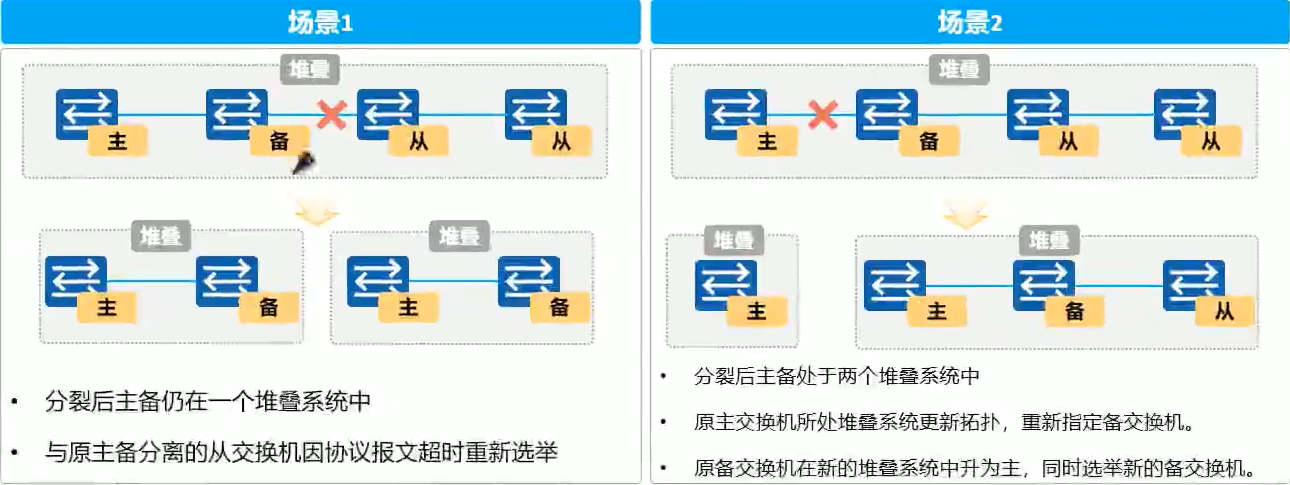 场景1
堆叠
主
备
从
从
堆叠
堆叠
主
备
主
备
• 分裂后主备仍在一个堆叠系统中
• 与原主备分离的从交换机因协议报文超时重新选举
场景2
堆叠
主
备
从
从
堆叠
堆叠
主
主
备
从
• 分裂后主备处于两个堆叠系统中
• 原主交换机所处堆叠系统更新拓扑，重新指定备交换机。
• 原备交换机在新的堆叠系统中升为主，同时选举新的备交换机。